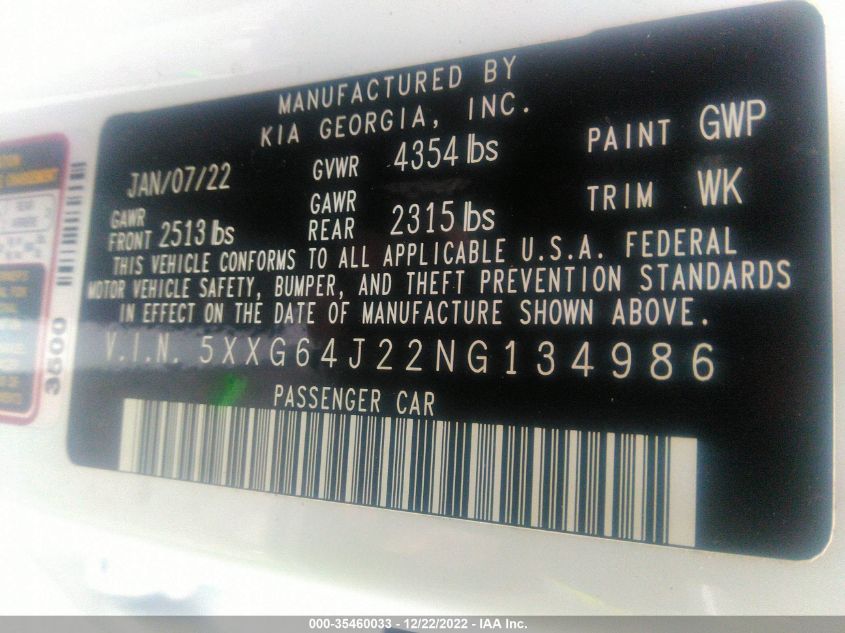 MANUFACTURED BY
KIA GEORGIA, INC.
JAN/07/22 GVWR 4354 lbs PAINT GWP
GAWR FRONT 2513 lbs GAWR REAR 2315 lbs TRIM WK
THIS VEHICLE CONFORMS TO ALL APPLICABLE U.S.A. FEDERAL
MOTOR VEHICLE SAFETY, BUMPER, AND THEFT PREVENTION STANDARDS
IN EFFECT ON THE DATE OF MANUFACTURE SHOWN ABOVE.
V.I.N. 5XXG64J22NG134986
PASSENGER CAR
3500
000-35460033 - 12/22/2022 - IAA Inc.